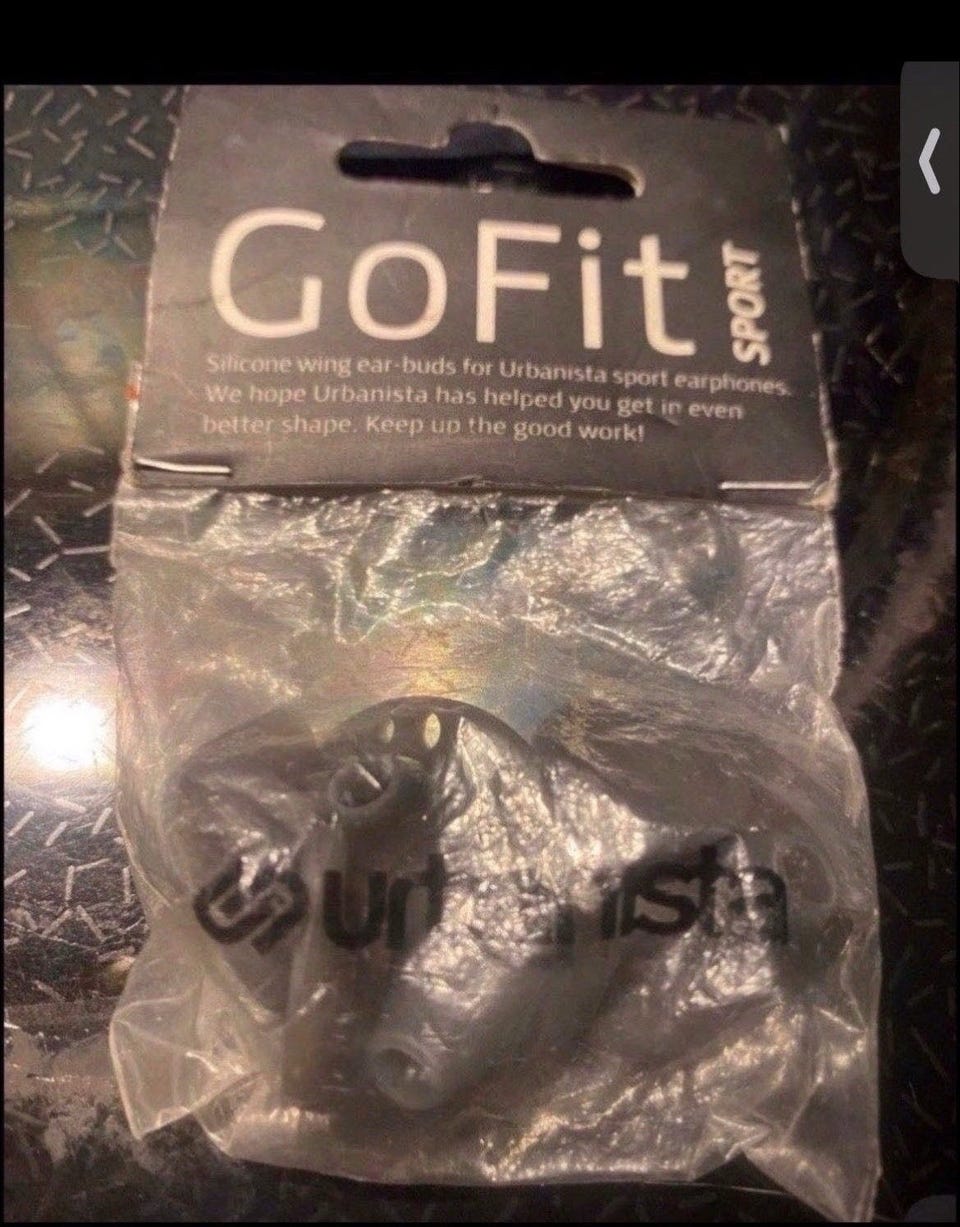 GoFit SPORT
Silicone wing ear-buds for Urbanista sport earphones.
We hope Urbanista has helped you get in even
better shape. Keep up the good work!
urbanista